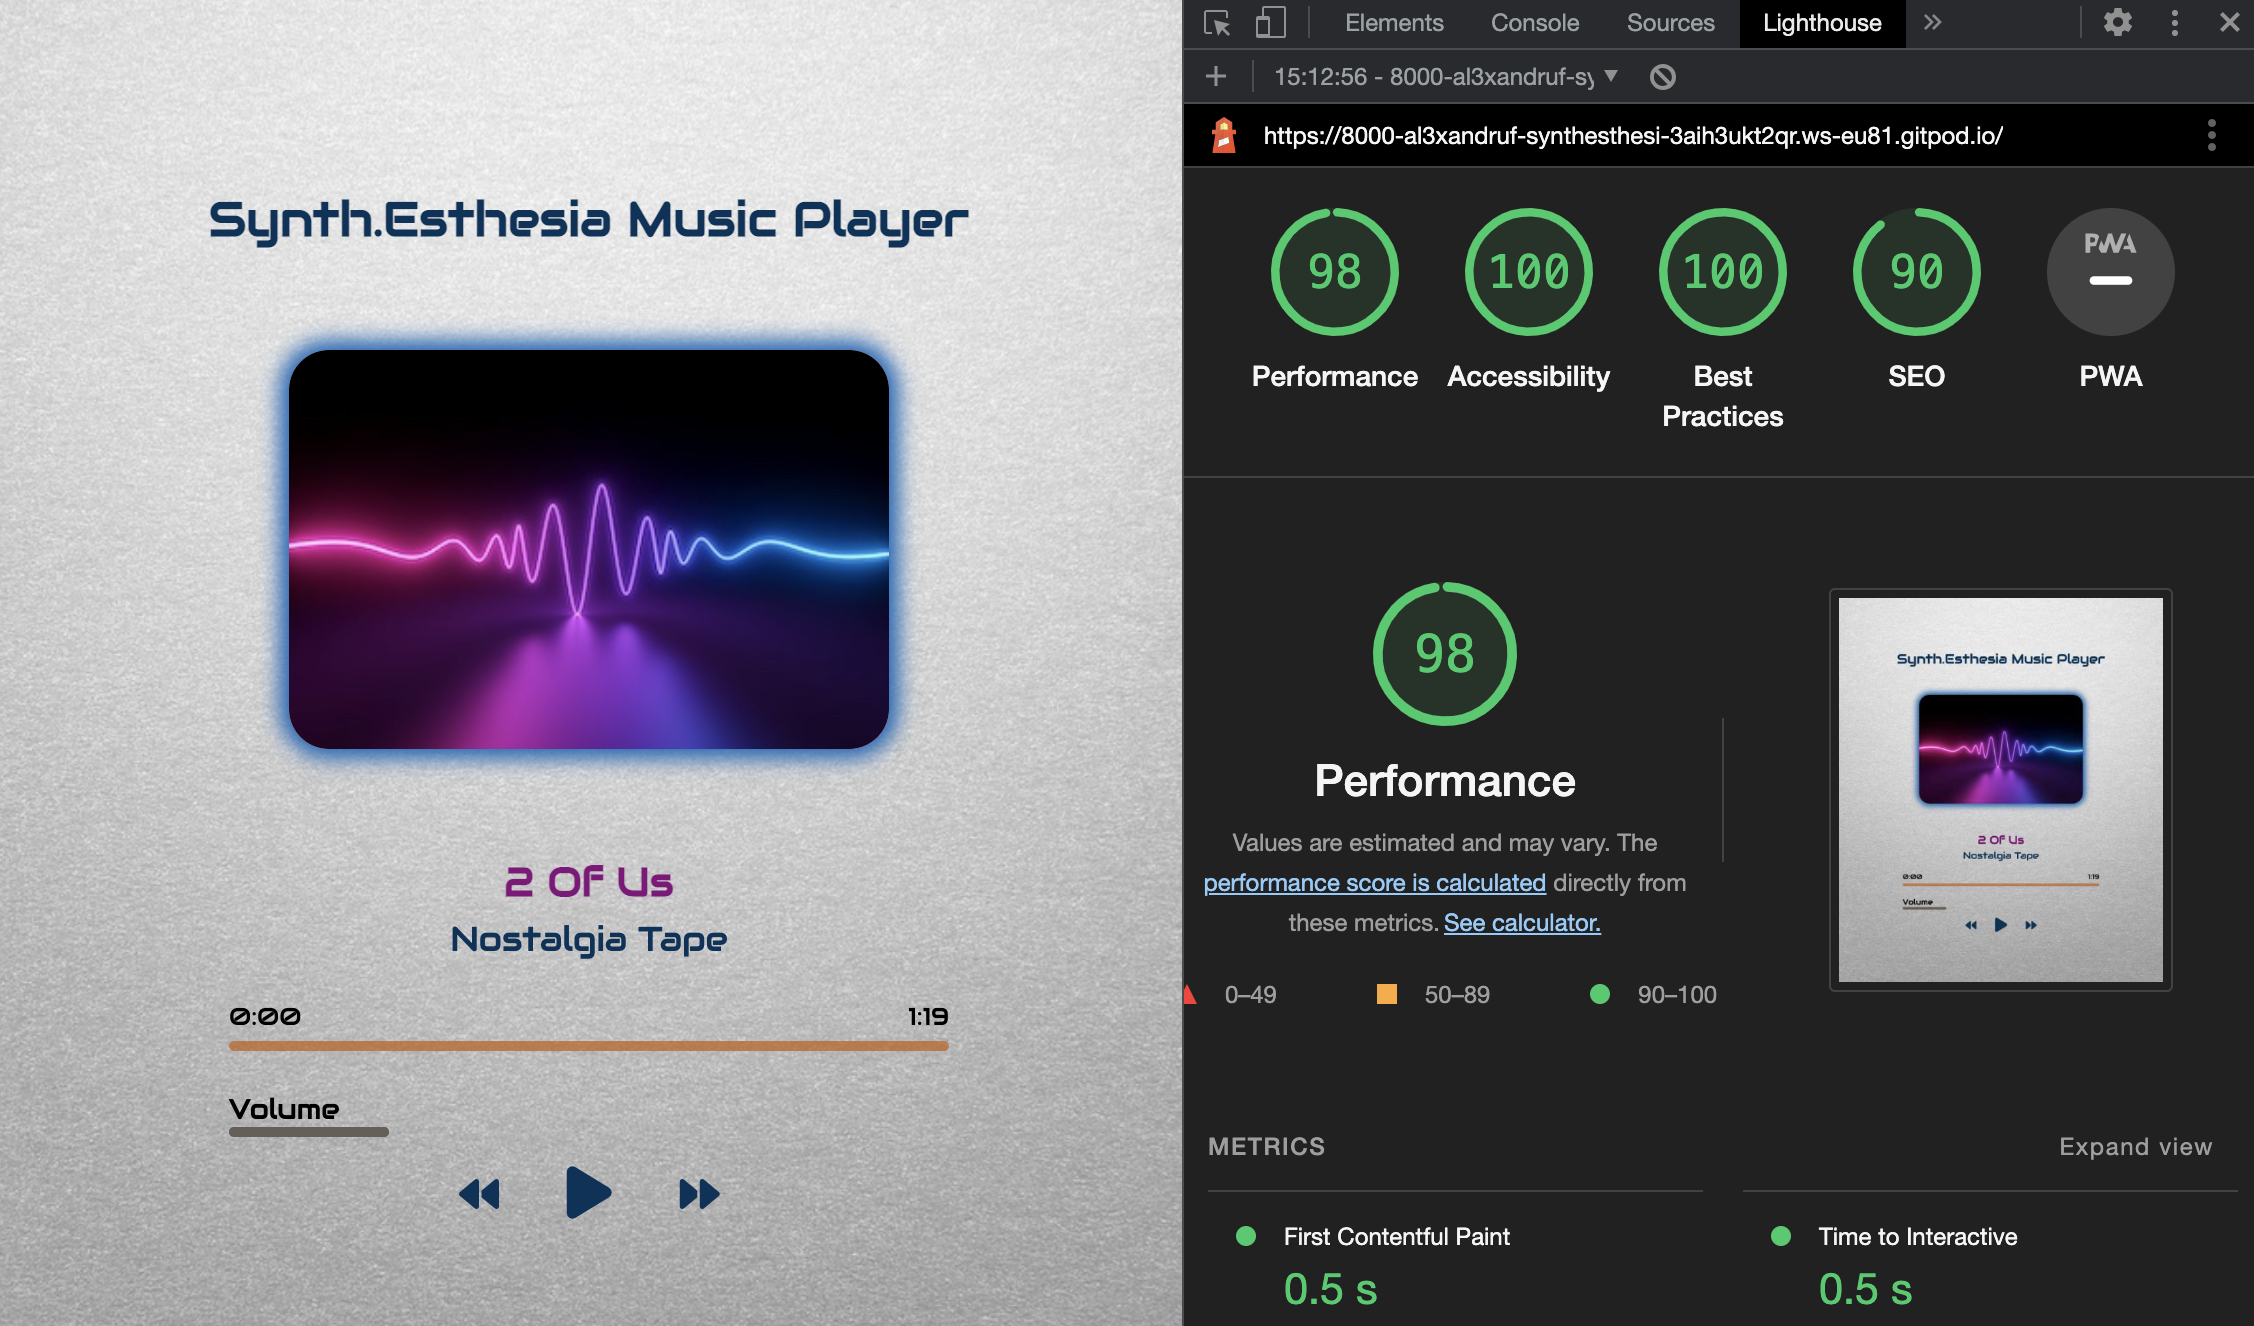 Synth.Esthesia Music Player
2 Of Us
Nostalgia Tape
0:00 1:19
Volume
Elements Console Sources Lighthouse
15:12:56 - 8000-al3xandruf-sy
https://8000-al3xandruf-synthesthesi-3aih3ukt2qr.ws-eu81.gitpod.io/
98 100 100 90 PWA
Performance Accessibility Best Practices SEO PWA
98
Performance
Values are estimated and may vary. The
performance score is calculated directly from
these metrics. See calculator.
0–49 50–89 90–100
Synth.Esthesia Music Player
2 Of Us
Nostalgia Tape
0:00 1:19
Volume
METRICS Expand view
First Contentful Paint Time to Interactive
0.5 s 0.5 s